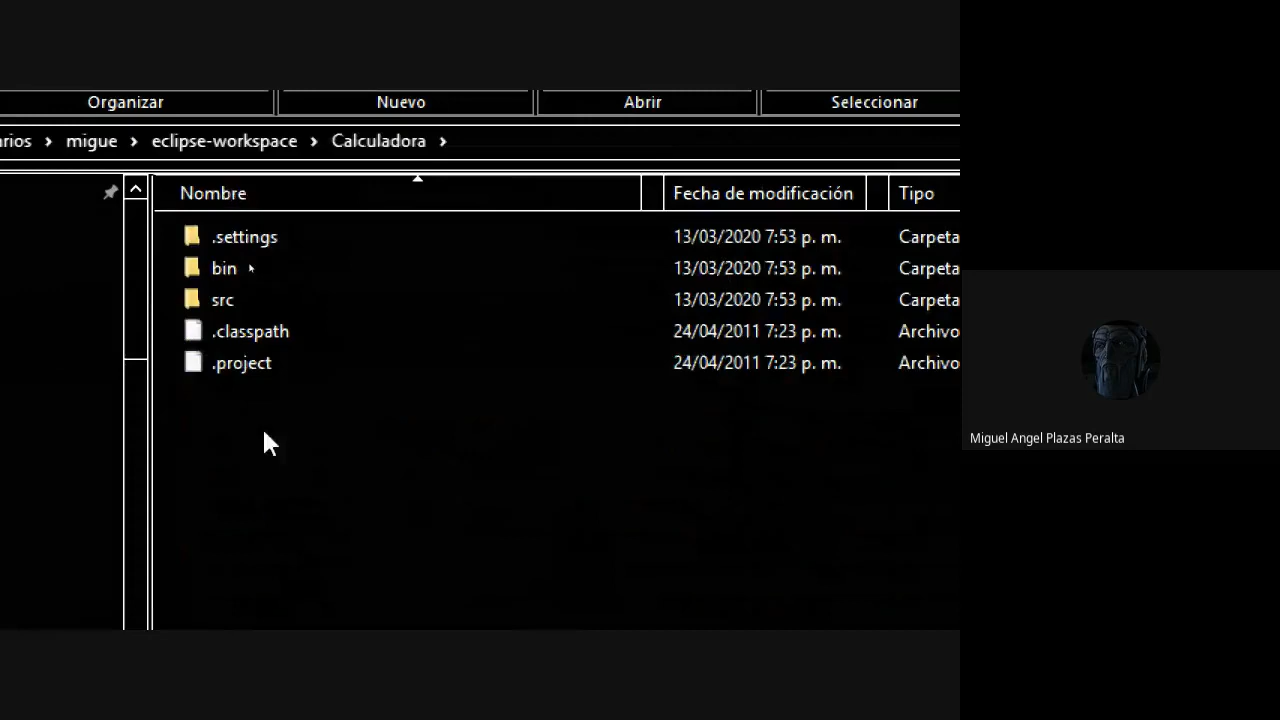 Organizar Nuevo Abrir Seleccionar
rios › migue › eclipse-workspace › Calculadora ›
Nombre Fecha de modificación Tipo
.settings 13/03/2020 7:53 p. m. Carpeta
bin 13/03/2020 7:53 p. m. Carpeta
src 13/03/2020 7:53 p. m. Carpeta
.classpath 24/04/2011 7:23 p. m. Archivo
.project 24/04/2011 7:23 p. m. Archivo
Miguel Angel Plazas Peralta